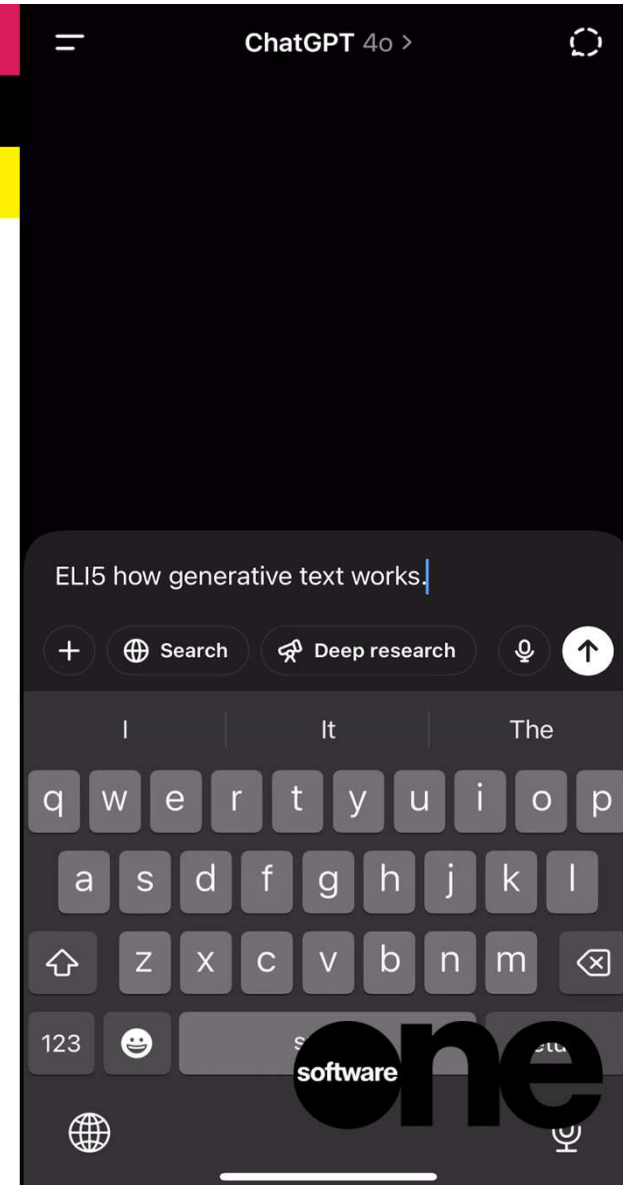 ChatGPT 4o >
ELI5 how generative text works.
Search
Deep research
I It The
q w e r t y u i o p
a s d f g h j k l
z x c v b n m
123
software one